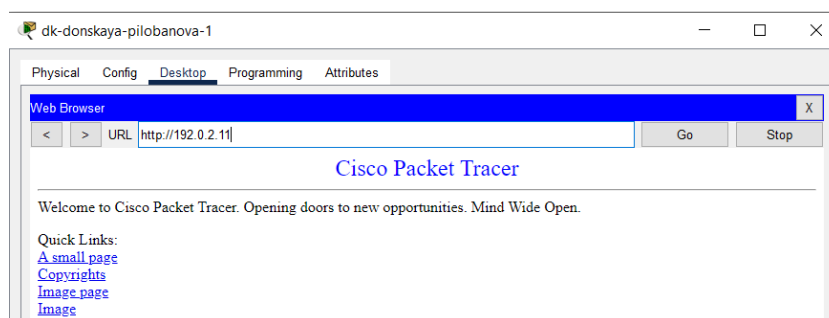 dk-donskaya-pilobanova-1
Physical Config Desktop Programming Attributes
Web Browser X
< > URL http://192.0.2.11 Go Stop
Cisco Packet Tracer
Welcome to Cisco Packet Tracer. Opening doors to new opportunities. Mind Wide Open.
Quick Links:
A small page
Copyrights
Image page
Image